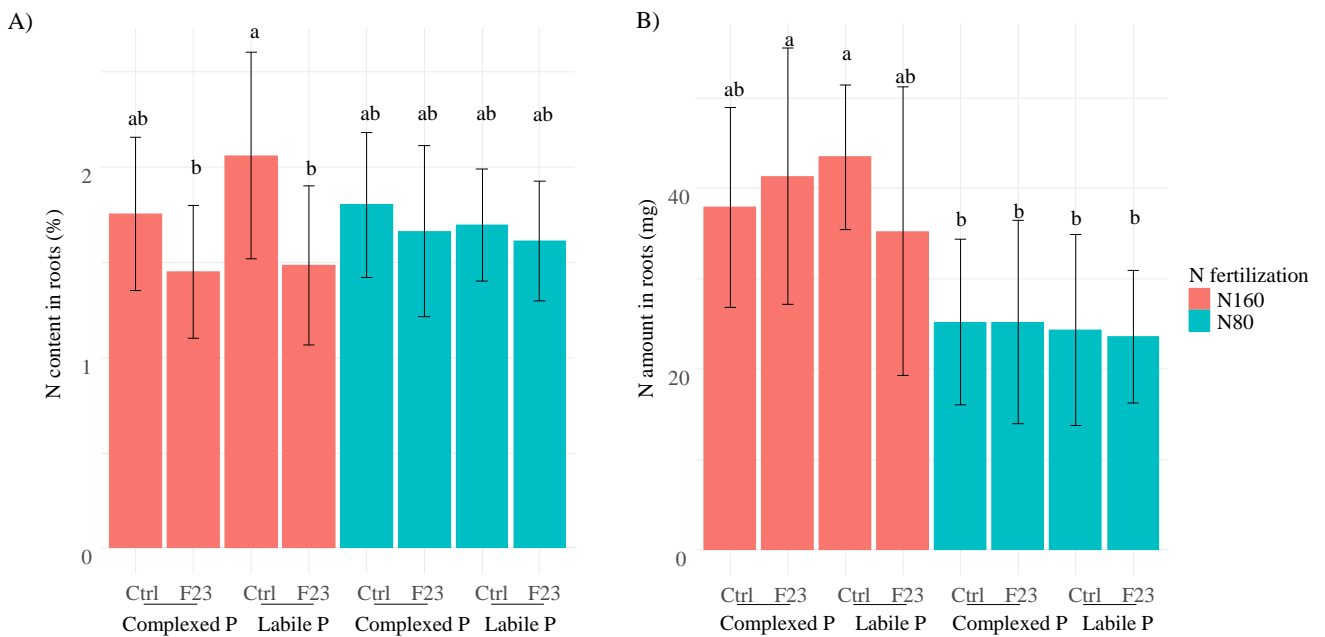 A)
N content in roots (%)
2
1
0
ab
b
a
b
ab
ab
ab
ab
Ctrl F23 Ctrl F23 Ctrl F23 Ctrl F23
Complexed P Labile P Complexed P Labile P
B)
N amount in roots (mg)
40
20
0
ab
a
a
ab
b
b
b
b
Ctrl F23 Ctrl F23 Ctrl F23 Ctrl F23
Complexed P Labile P Complexed P Labile P
N fertilization
N160
N80